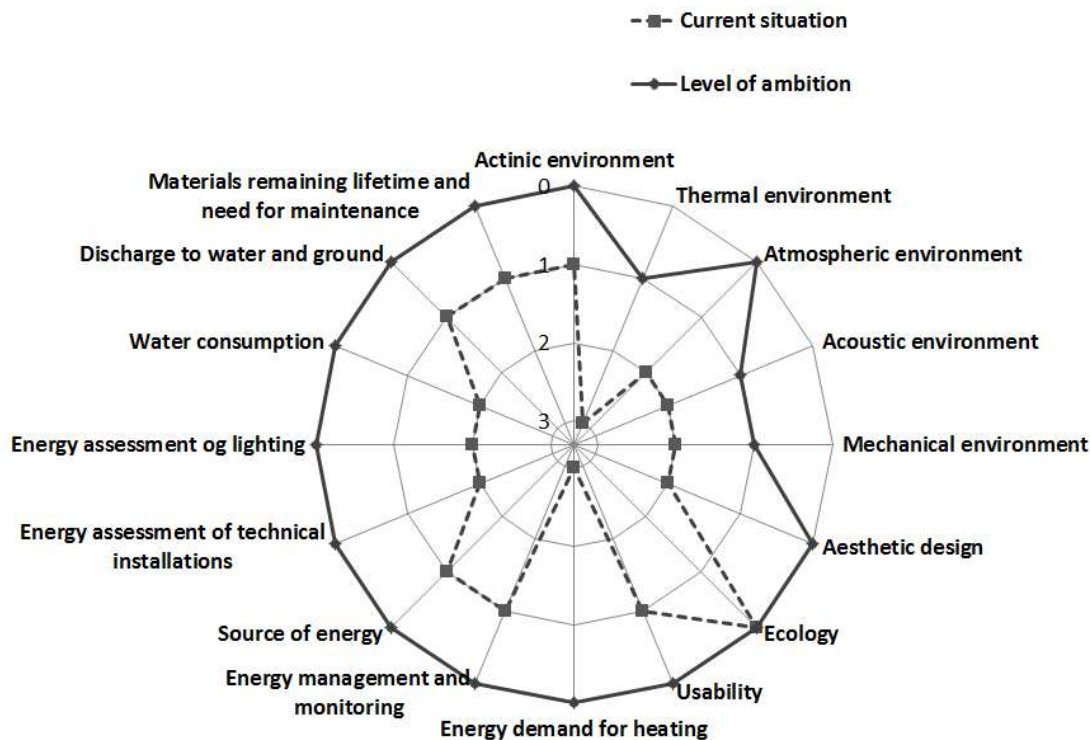 Current situation
Level of ambition
Actinic environment
Materials remaining lifetime and
need for maintenance
0
Thermal environment
Discharge to water and ground
Atmospheric environment
1
Water consumption
2
Acoustic environment
3
Energy assessment og lighting
Mechanical environment
Energy assessment of technical
installations
Aesthetic design
Source of energy
Ecology
Energy management and
monitoring
Usability
Energy demand for heating